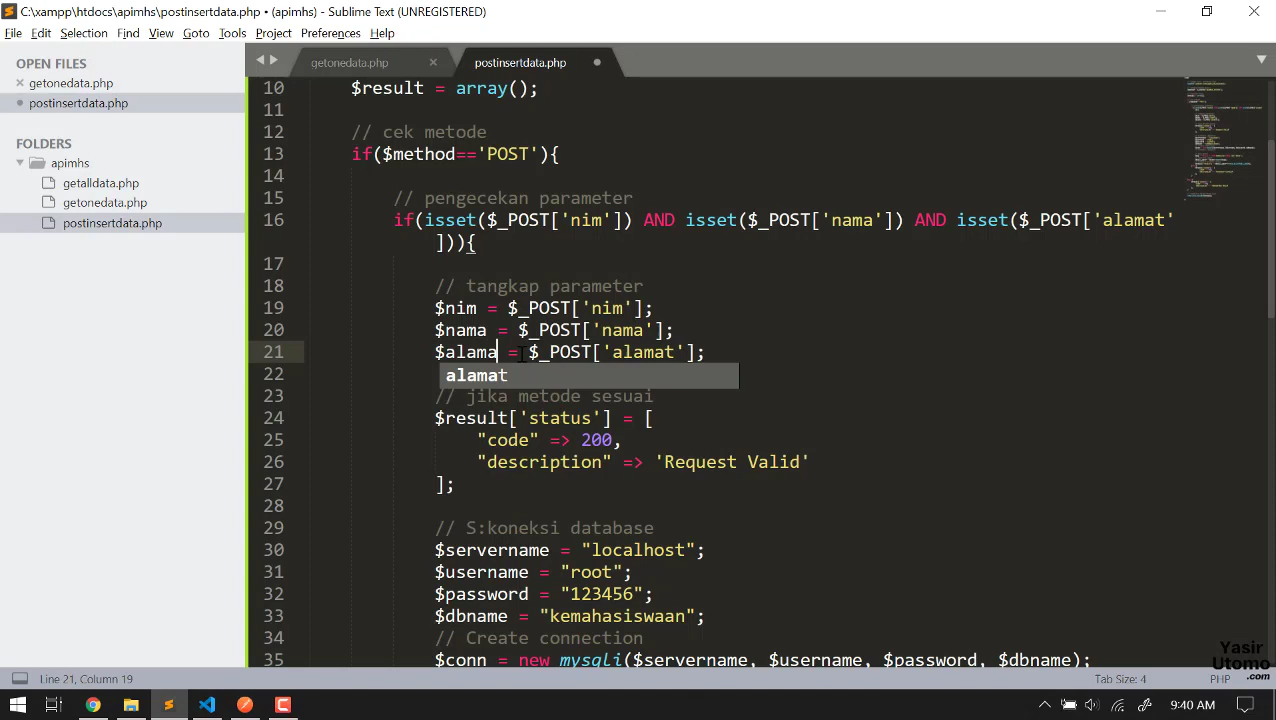 C:\xampp\htdocs\apimhs\postinsertdata.php • (apimhs) - Sublime Text (UNREGISTERED)
File Edit Selection Find View Goto Tools Project Preferences Help
OPEN FILES
getonedata.php
postinsertdata.php
FOLDERS
apimhs
getalldata.php
getonedata.php
postinsertdata.php
getonedata.php × postinsertdata.php
10 $result = array();
11
12 // cek metode
13 if($method=='POST'){
14
15 // pengecekan parameter
16 if(isset($_POST['nim']) AND isset($_POST['nama']) AND isset($_POST['alamat'
])){
17
18 // tangkap parameter
19 $nim = $_POST['nim'];
20 $nama = $_POST['nama'];
21 $alama = $_POST['alamat'];
alamat
22
23 // jika metode sesuai
24 $result['status'] = [
25 "code" => 200,
26 "description" => 'Request Valid'
27 ];
28
29 // S:koneksi database
30 $servername = "localhost";
31 $username = "root";
32 $password = "123456";
33 $dbname = "kemahasiswaan";
34 // Create connection
35 $conn = new mysqli($servername, $username, $password, $dbname);
Yasir
Utomo
.com
Line 21, Column 19 Tab Size: 4 PHP
9:40 AM